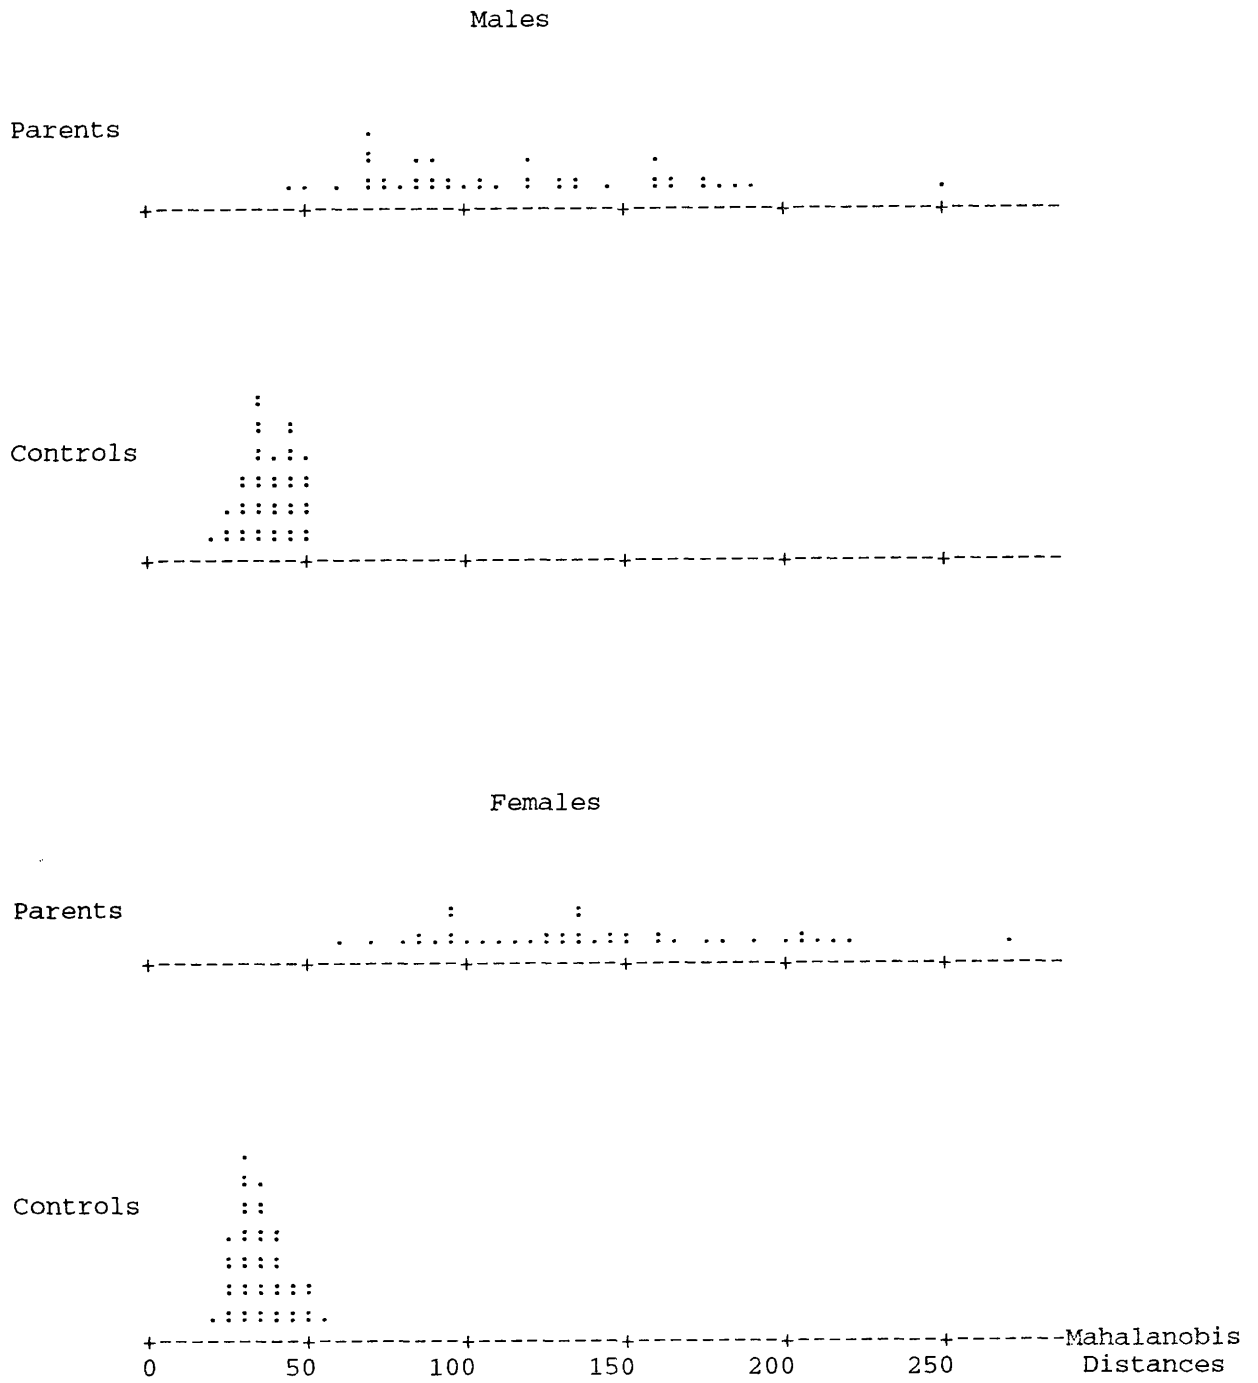 Males
Parents
Controls
Females
Parents
Controls
Mahalanobis
0 50 100 150 200 250 Distances